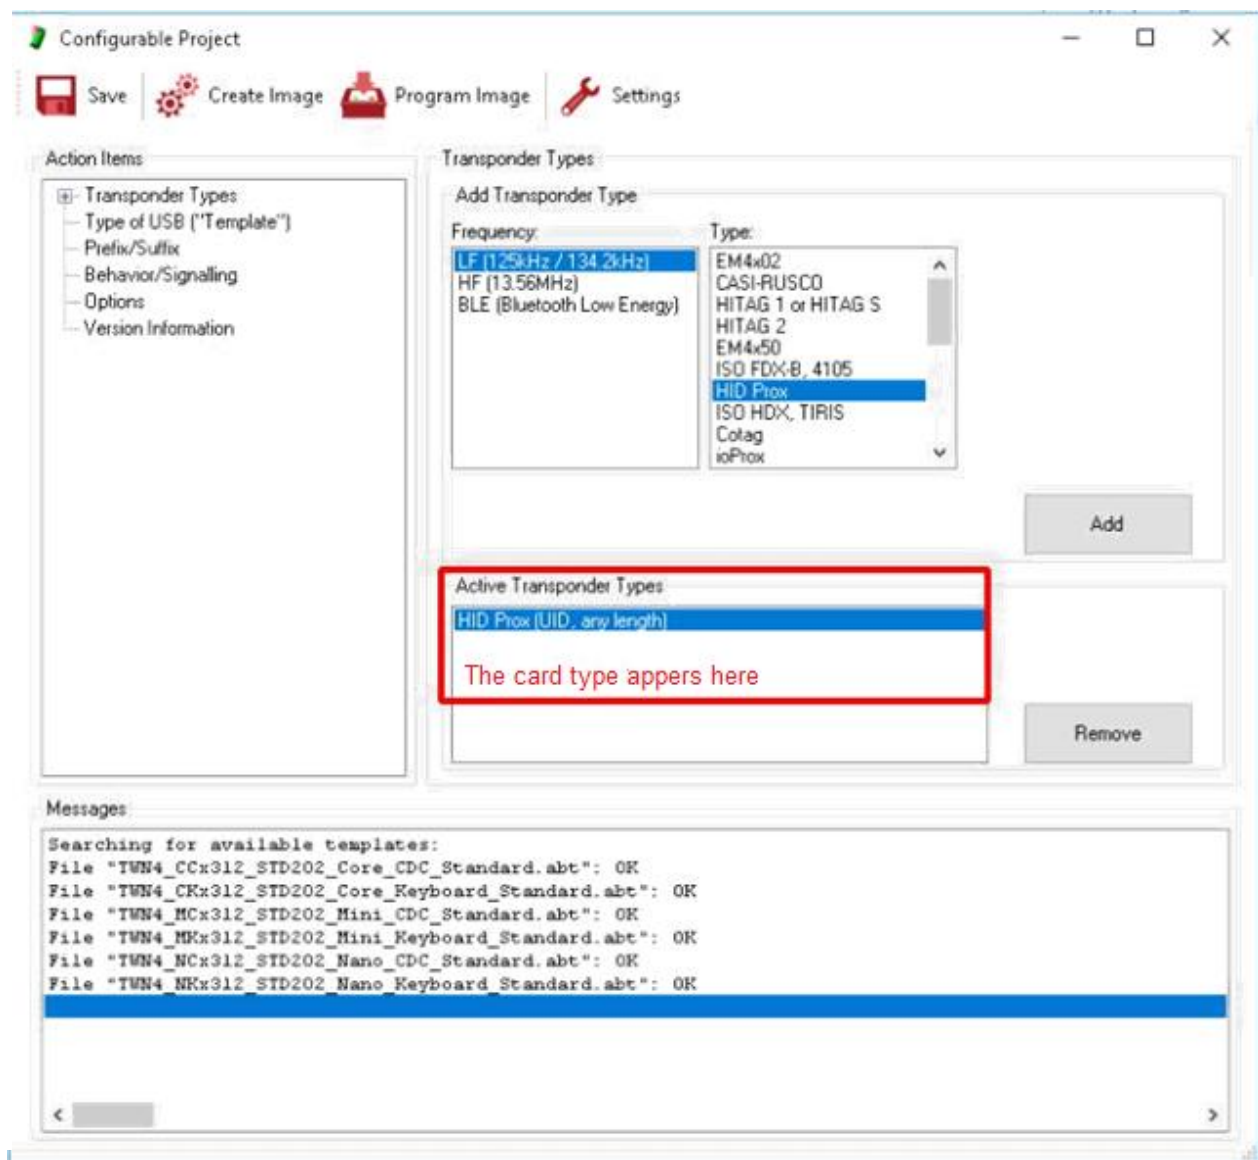 Configurable Project
Save Create Image Program Image Settings
Action Items
Transponder Types
Type of USB ("Template")
Prefix/Suffix
Behavior/Signalling
Options
Version Information
Transponder Types
Add Transponder Type
Frequency:
LF (125kHz / 134.2kHz)
HF (13.56MHz)
BLE (Bluetooth Low Energy)
Type:
EM4x02
CASI-RUSCO
HITAG 1 or HITAG S
HITAG 2
EM4x50
ISO FDX-B, 4105
HID Prox
ISO HDX, TIRIS
Cotag
ioProx
Add
Active Transponder Types
HID Prox (UID, any length)
The card type appers here
Remove
Messages
Searching for available templates:
File "TWN4_CCx312_STD202_Core_CDC_Standard.abt": OK
File "TWN4_CKx312_STD202_Core_Keyboard_Standard.abt": OK
File "TWN4_MCx312_STD202_Mini_CDC_Standard.abt": OK
File "TWN4_MKx312_STD202_Mini_Keyboard_Standard.abt": OK
File "TWN4_NCx312_STD202_Nano_CDC_Standard.abt": OK
File "TWN4_NKx312_STD202_Nano_Keyboard_Standard.abt": OK